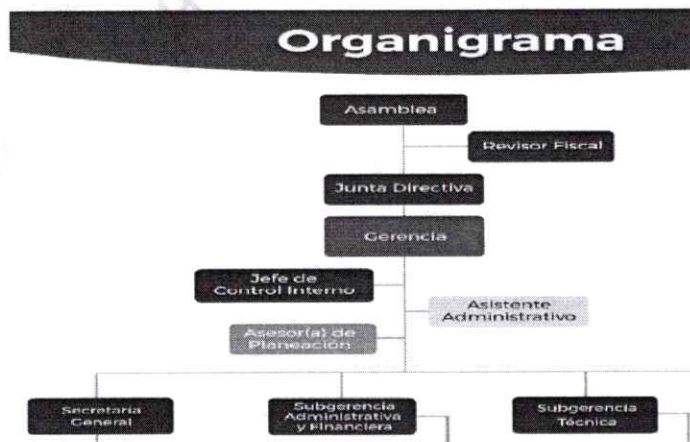 Organigrama
Asamblea
Revisor Fiscal
Junta Directiva
Gerencia
Jefe de
Control Interno
Asistente
Administrativo
Asesor(a) de
Planeación
Secretaria
General
Subgerencia
Administrativa
y Financiera
Subgerencia
Técnica